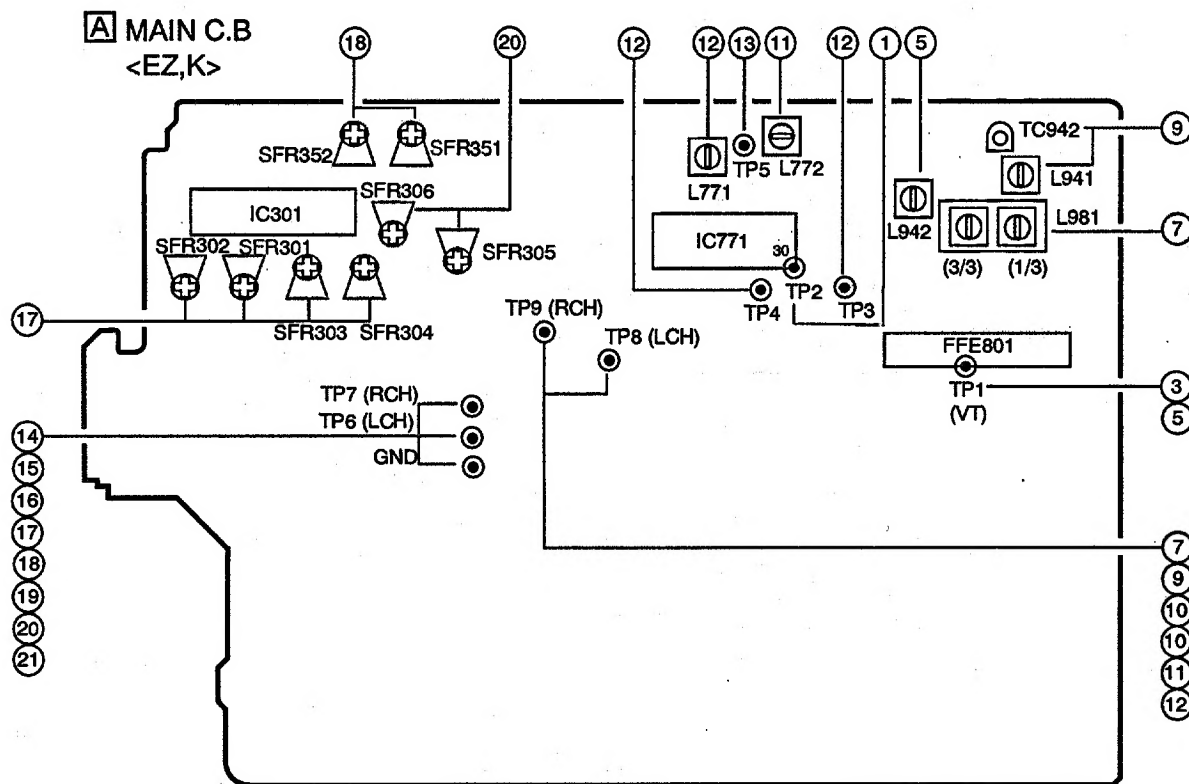 A MAIN C.B
<EZ,K>
18
20
12
12
13
11
12
1
5
TC942
9
SFR352
SFR351
TP5
L772
L941
L771
SFR306
IC301
L942
L981
7
SFR302
SFR301
SFR305
IC771
30
(3/3)
(1/3)
TP2
TP4
TP3
17
SFR303
SFR304
TP9 (RCH)
TP8 (LCH)
FFE801
TP1
(VT)
3
5
TP7 (RCH)
TP6 (LCH)
GND
14
15
16
17
18
19
20
21
7
9
10
10
11
12